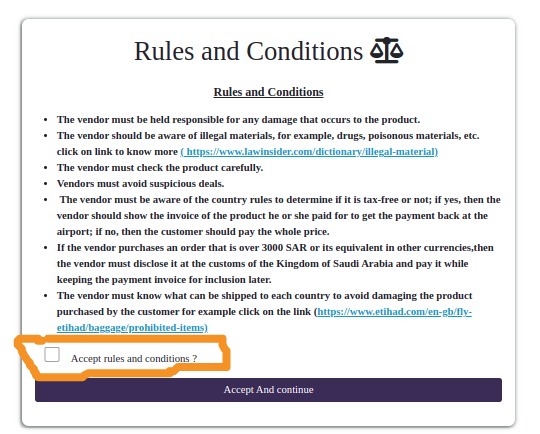 Rules and Conditions
Rules and Conditions
• The vendor must be held responsible for any damage that occurs to the product.
• The vendor should be aware of illegal materials, for example, drugs, poisonous materials, etc.
click on link to know more ( https://www.lawinsider.com/dictionary/illegal-material)
• The vendor must check the product carefully.
• Vendors must avoid suspicious deals.
• The vendor must be aware of the country rules to determine if it is tax-free or not; if yes, then the
vendor should show the invoice of the product he or she paid for to get the payment back at the
airport; if no, then the customer should pay the whole price.
• If the vendor purchases an order that is over 3000 SAR or its equivalent in other currencies,then
the vendor must disclose it at the customs of the Kingdom of Saudi Arabia and pay it while
keeping the payment invoice for inclusion later.
• The vendor must know what can be shipped to each country to avoid damaging the product
purchased by the customer for example click on the link (https://www.etihad.com/en-gb/fly-
etihad/baggage/prohibited-items)
Accept rules and conditions ?
Accept And continue